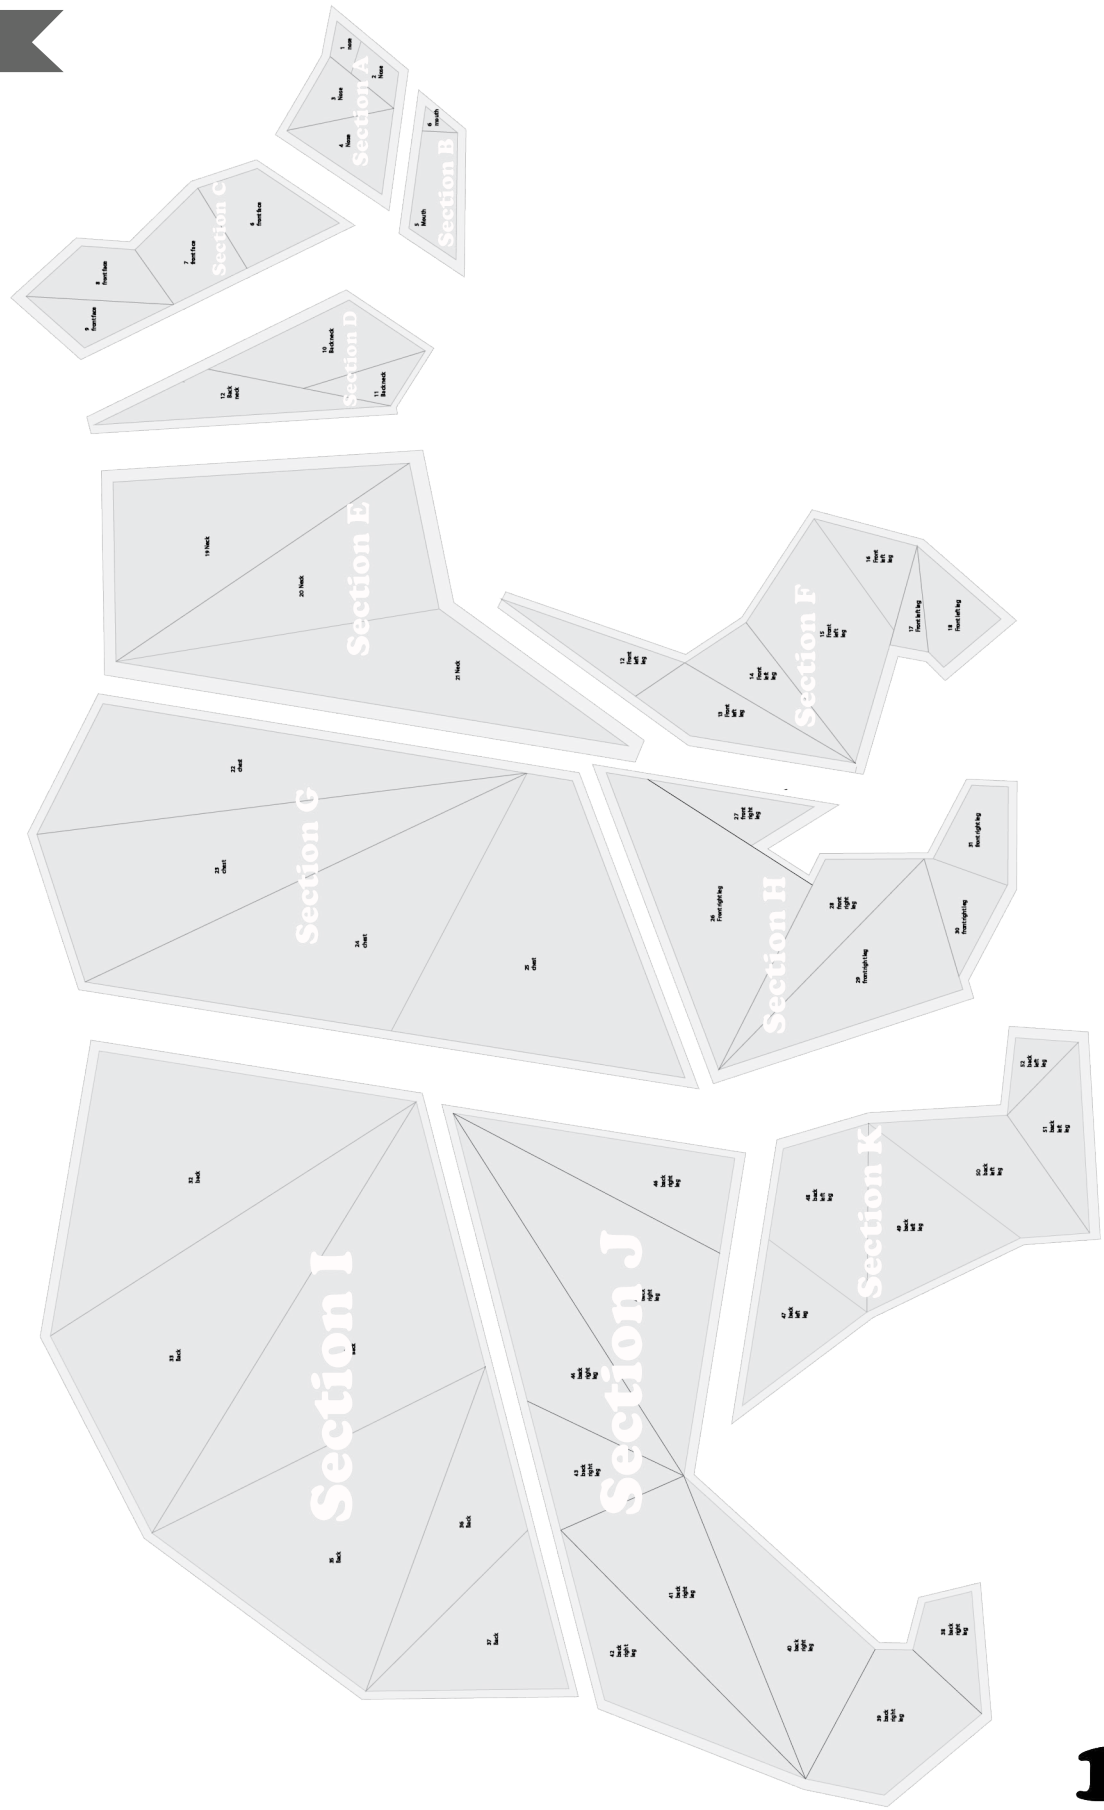 1
nose
2
Nose
3
Nose
4
Nose
Section A
6
mouth
5
Mouth
Section B
6
front face
7
front face
8
front face
9
front face
Section C
10
Back neck
11
Back neck
12
Back
neck
Section D
19 Neck
20 Neck
21 Neck
Section E
12
Front
left
leg
13
Front
left
leg
14
Front
left
leg
15
Front
left
leg
16
Front
left
leg
17
Front left leg
18
Front left leg
Section F
22
chest
23
chest
24
chest
25
chest
Section G
26
Front right leg
27
front
right
leg
28
front
right
leg
29
front right leg
30
front right leg
31
front right leg
Section H
32
back
33
Back
35
Back
36
Back
37
Back
Section I
46
back
right
leg
back
right
leg
44
back
right
leg
43
back
right
leg
42
back
right
leg
41
back
right
leg
40
back
right
leg
39
back
right
leg
38
back
right
leg
Section J
47
back
left
leg
48
back
left
leg
49
back
left
leg
50
back
left
leg
51
back
left
leg
52
back
left
leg
Section K